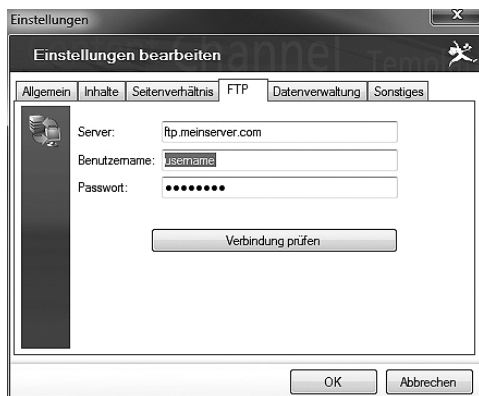 Einstellungen
X
Einstellungen bearbeiten
Channel
Allgemein Inhalte Seitenverhältnis FTP Datenverwaltung Sonstiges
Server: ftp.meinserver.com
Benutzername: username
Passwort: ●●●●●●●●
Verbindung prüfen
OK Abbrechen